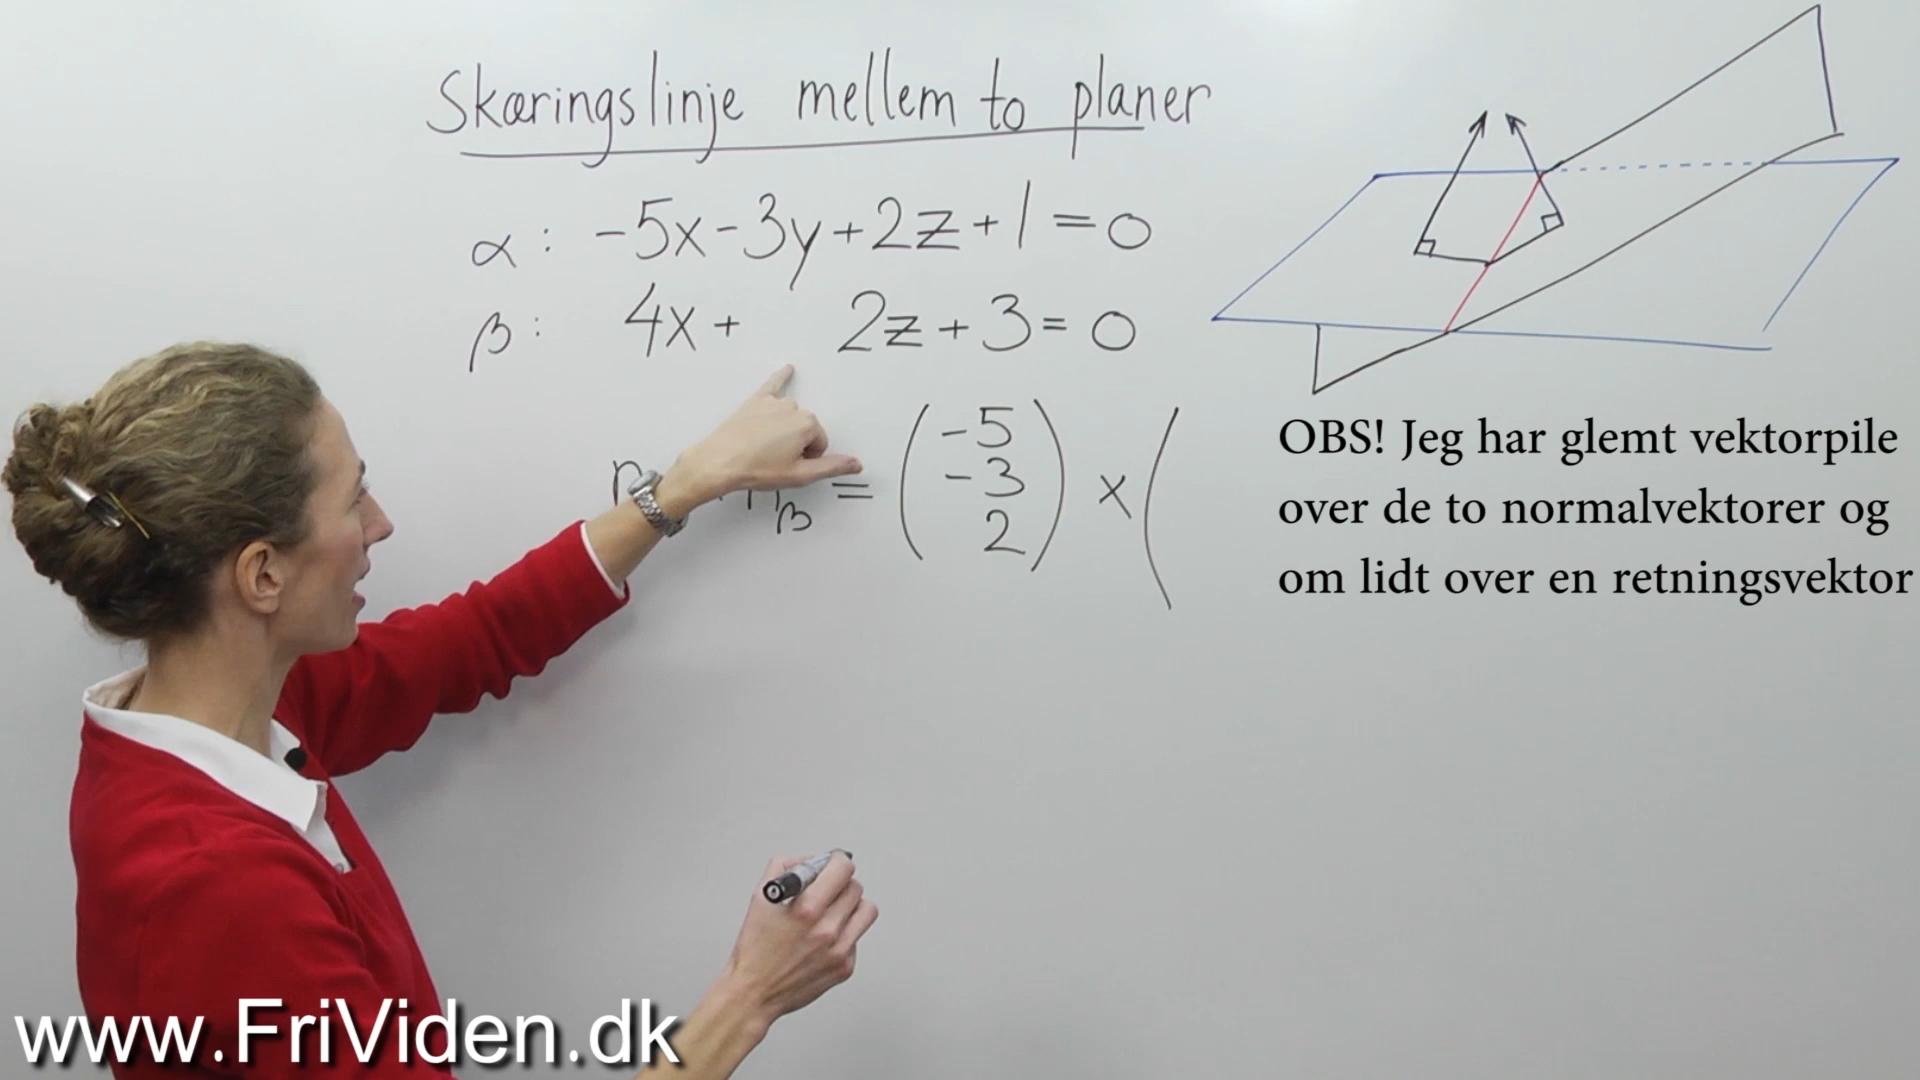 Skæringslinje mellem to planer
α: -5x-3y+2z+1=0
β: 4x+ 2z+3=0
n β = (-5 -3 2) × (
OBS! Jeg har glemt vektorpile
over de to normalvektorer og
om lidt over en retningsvektor
www.FriViden.dk